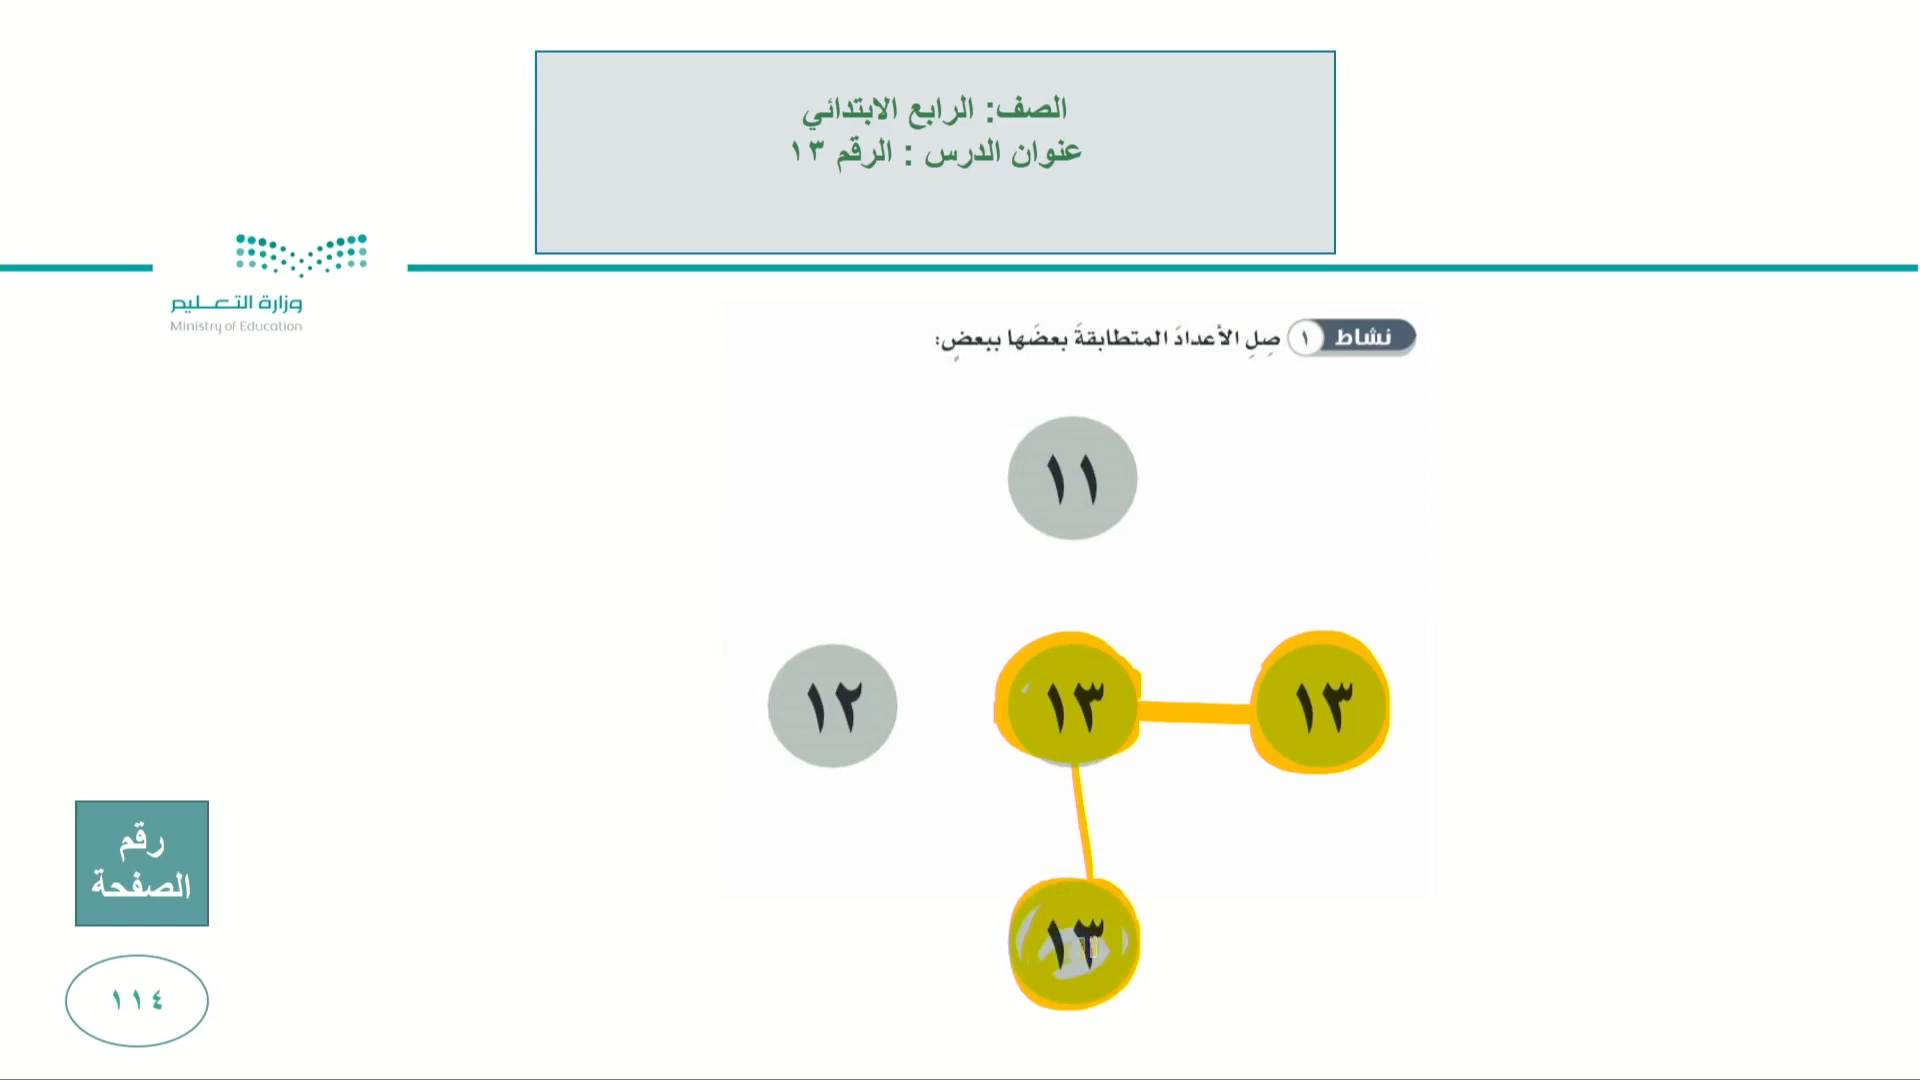 الصف: الرابع الابتدائي
عنوان الدرس : الرقم ١٣
وزارة التعليم
Ministry of Education
نشاط ١ صِلِ الأعدادَ المتطابقةَ بعضَها ببعضٍ:
١١
١٣
١٣
١٢
١٣
رقم
الصفحة
١١٤